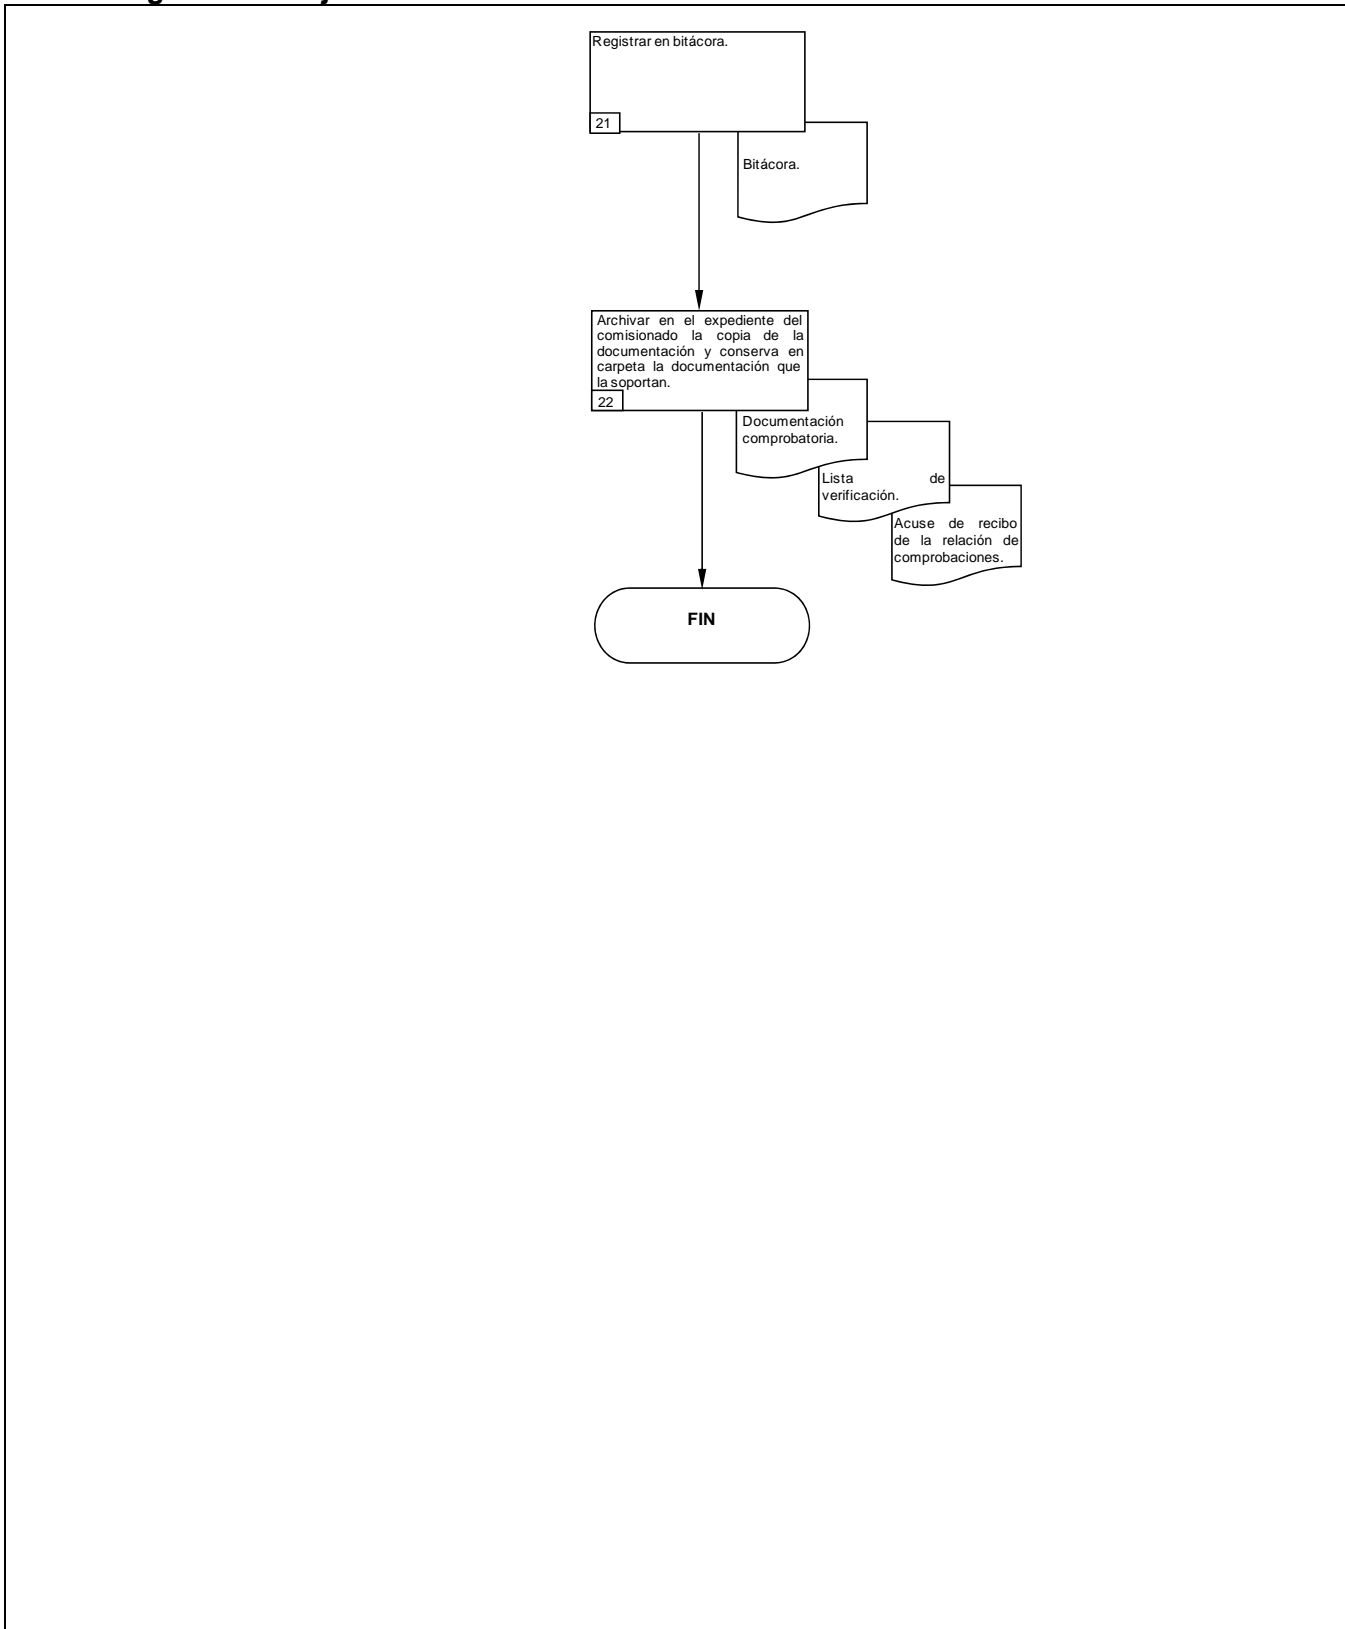 Registrar en bitácora.
21
Bitácora.
Archivar en el expediente del
comisionado la copia de la
documentación y conserva en
carpeta la documentación que
la soportan.
22
Documentación
comprobatoria.
Lista de
verificación.
Acuse de recibo
de la relación de
comprobaciones.
FIN